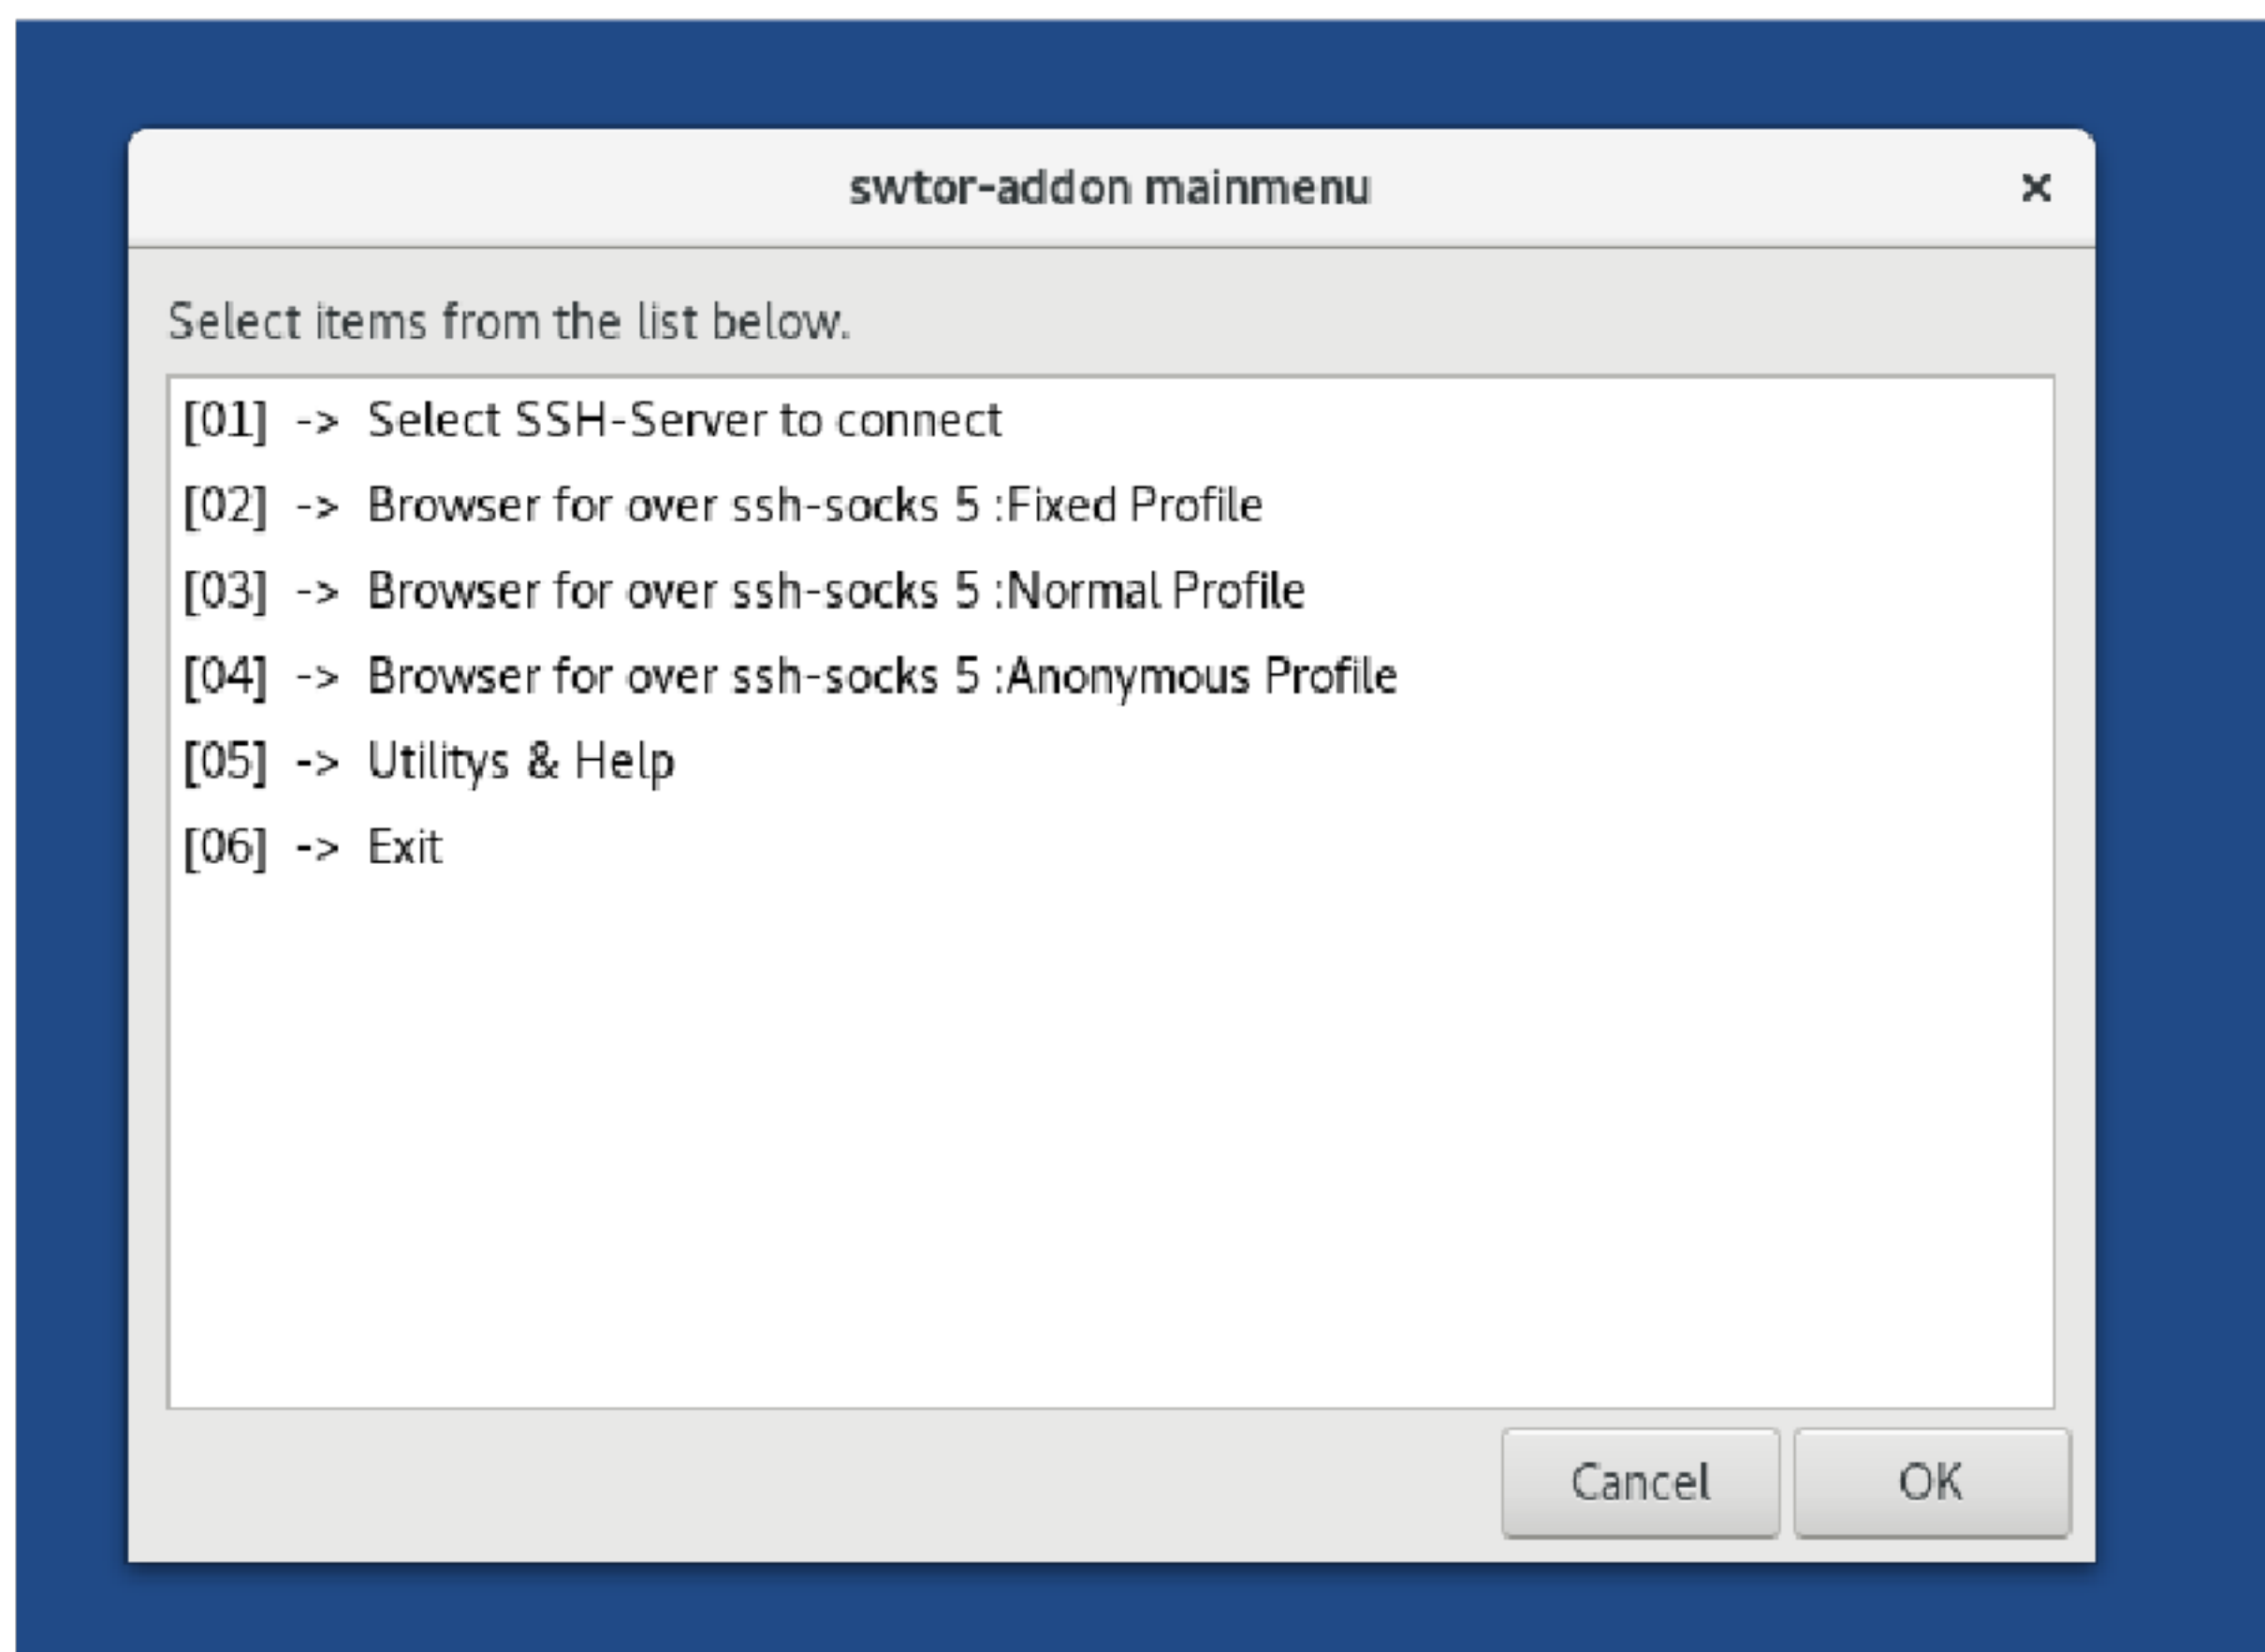 swtor-addon mainmenu x
Select items from the list below.
[01] -> Select SSH-Server to connect
[02] -> Browser for over ssh-socks 5 :Fixed Profile
[03] -> Browser for over ssh-socks 5 :Normal Profile
[04] -> Browser for over ssh-socks 5 :Anonymous Profile
[05] -> Utilitys & Help
[06] -> Exit
Cancel OK